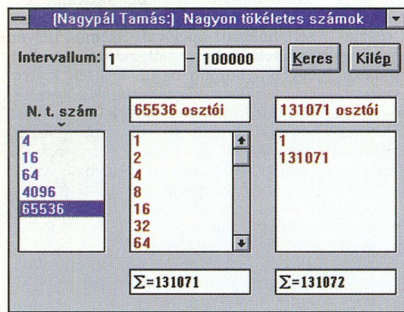 (Nagypál Tamás:) Nagyon tökéletes számok
Intervallum: 1 – 100000 Keres Kilép
N. t. szám
4
16
64
4096
65536
65536 osztói
1
2
4
8
16
32
64
Σ=131071
131071 osztói
1
131071
Σ=131072